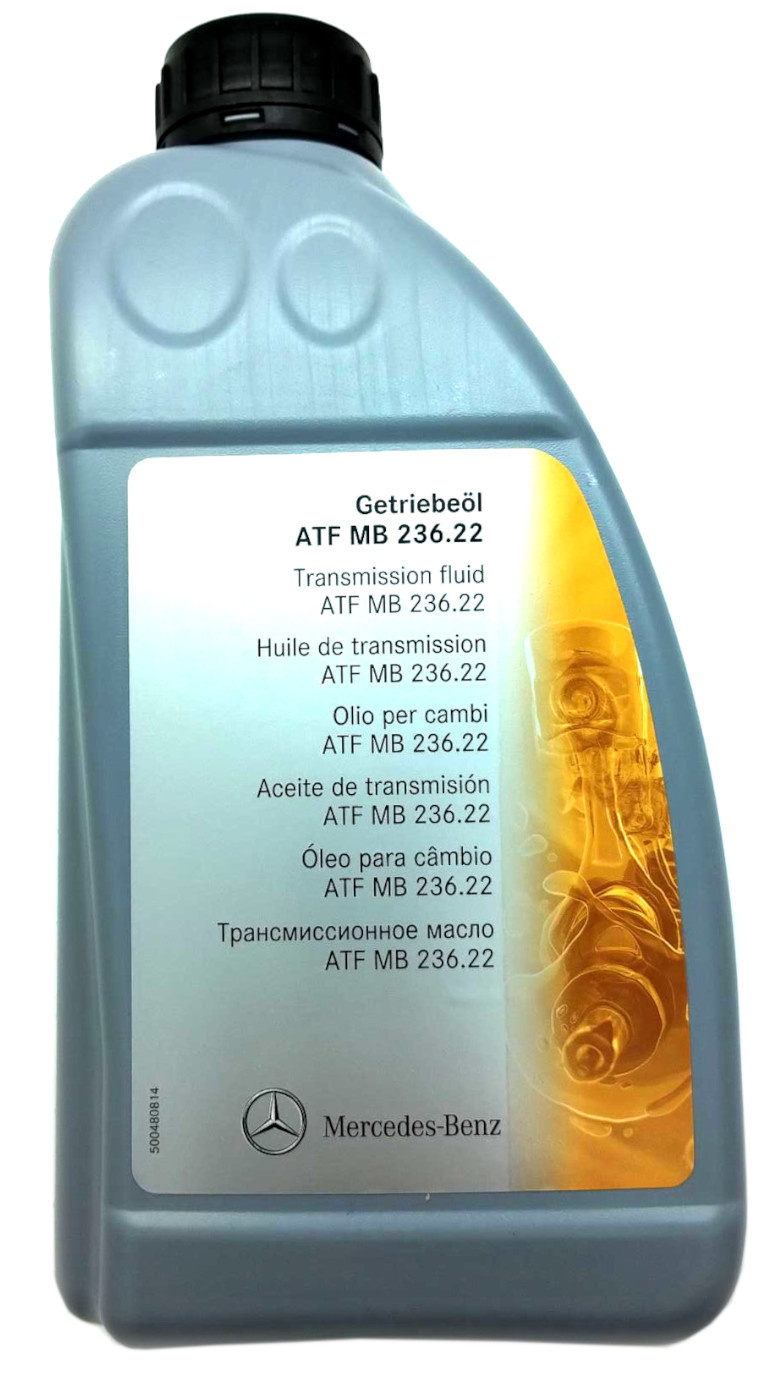 Getriebeöl
ATF MB 236.22
Transmission fluid
ATF MB 236.22
Huile de transmission
ATF MB 236.22
Olio per cambi
ATF MB 236.22
Aceite de transmisión
ATF MB 236.22
Óleo para câmbio
ATF MB 236.22
Трансмиссионное масло
ATF MB 236.22
500480814
Mercedes-Benz